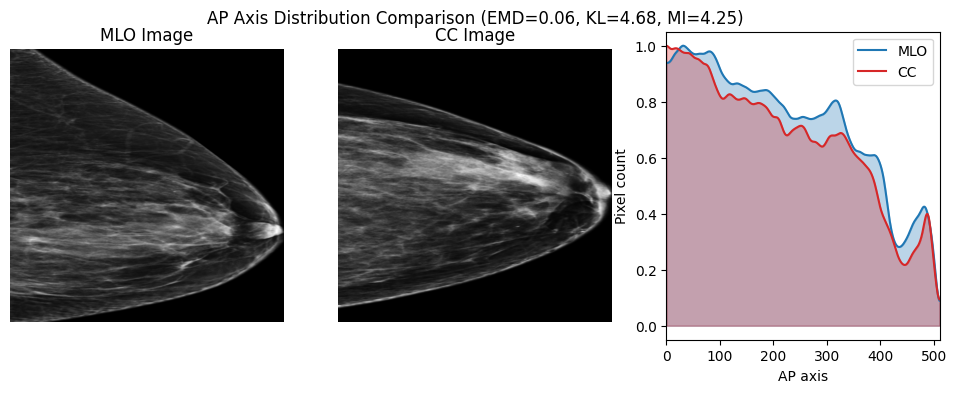 AP Axis Distribution Comparison (EMD=0.06, KL=4.68, MI=4.25)
MLO Image
CC Image
MLO
CC
Pixel count
1.0
0.8
0.6
0.4
0.2
0.0
0 100 200 300 400 500
AP axis